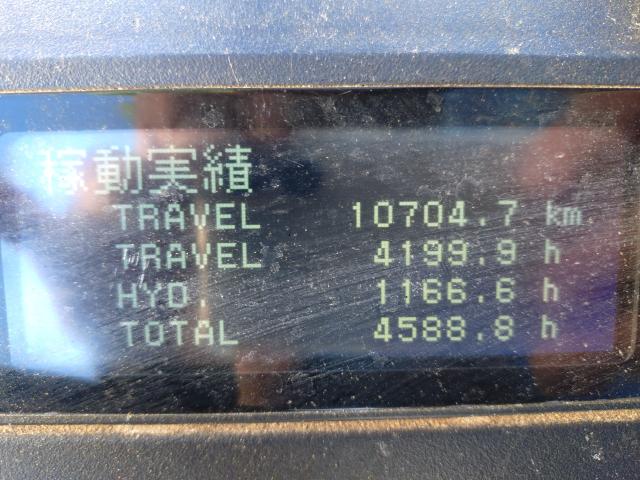 稼動実績
TRAVEL 10704.7 km
TRAVEL 4199.9 h
HYD. 1166.6 h
TOTAL 4588.8 h